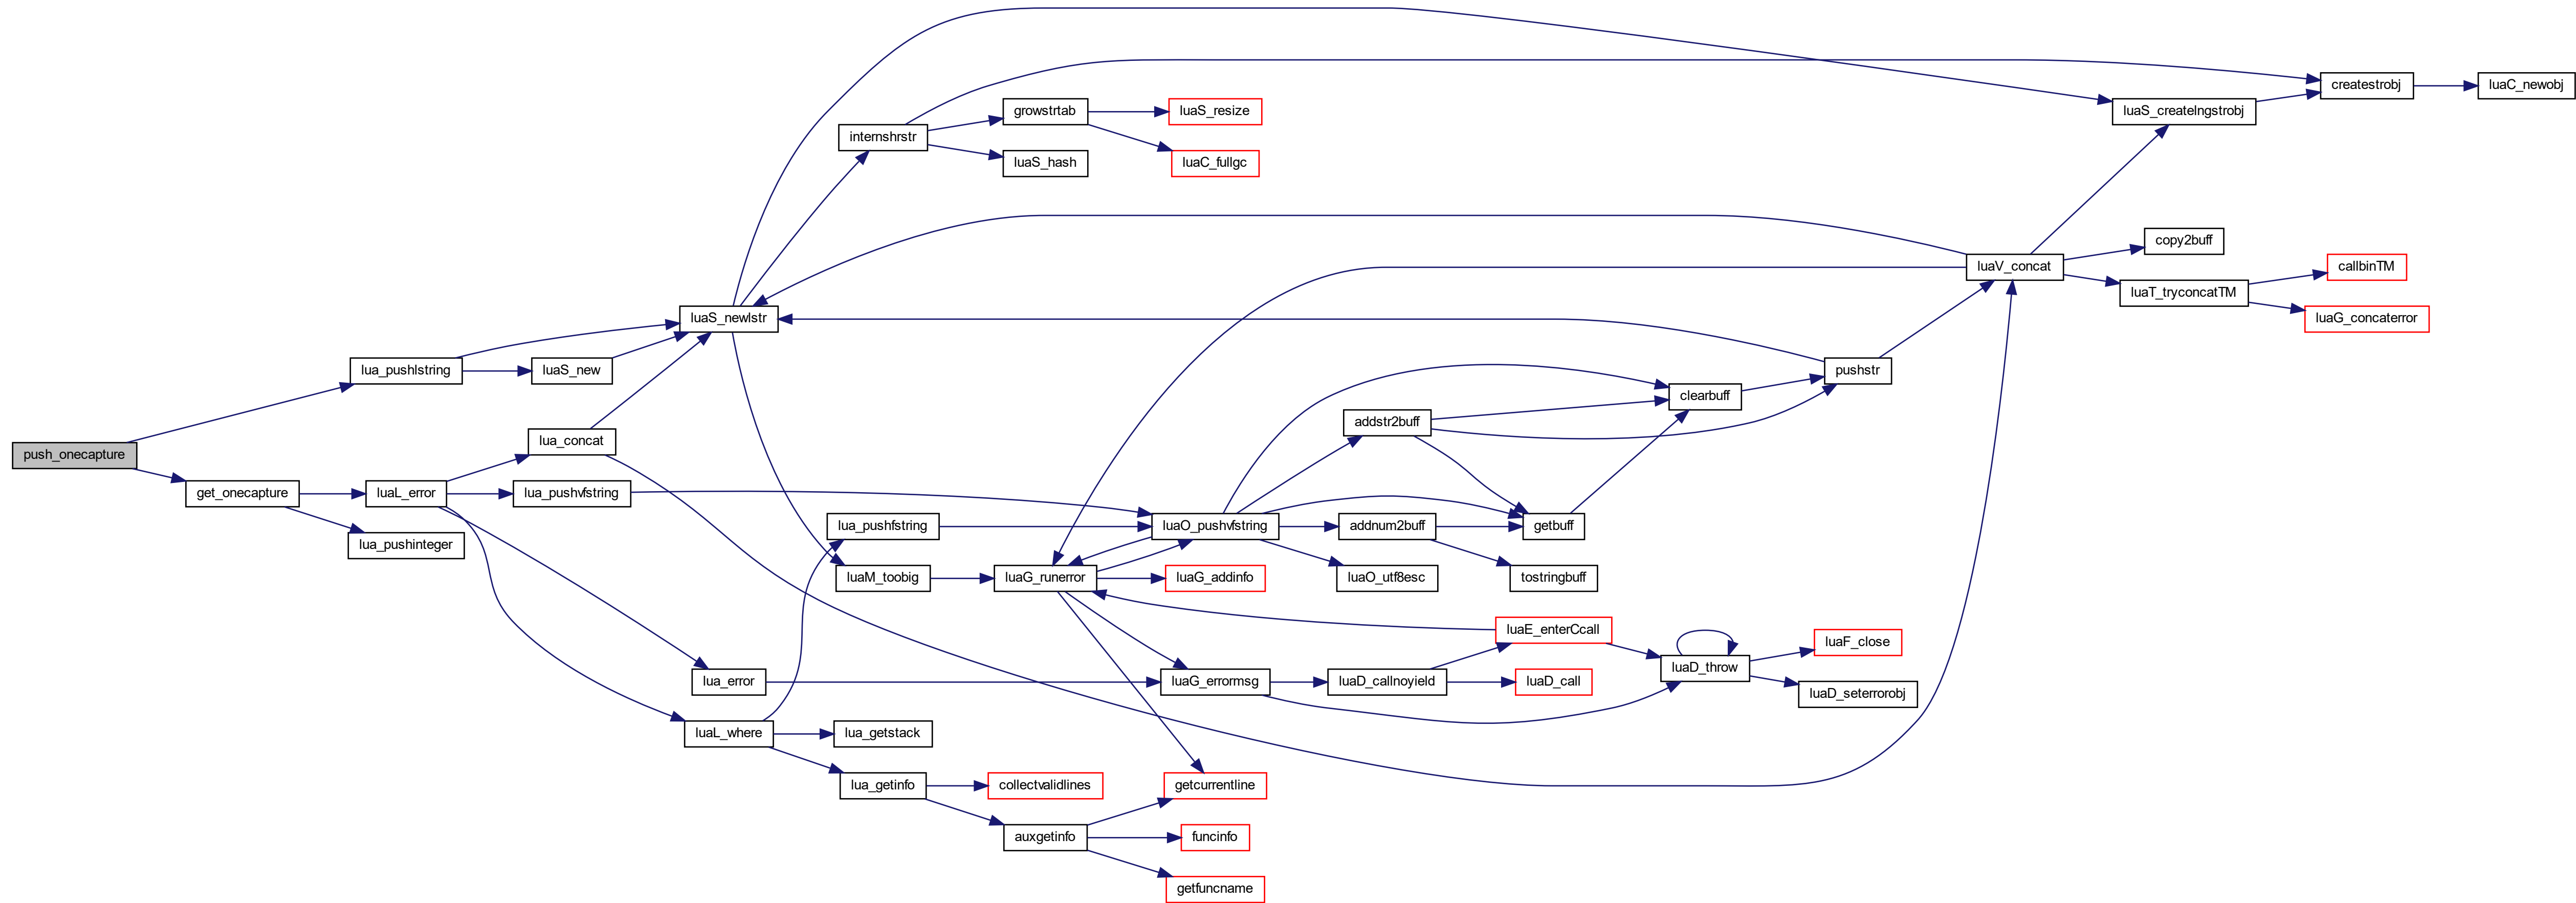 push_onecapture
lua_pushlstring
get_onecapture
luaS_new
luaL_error
lua_pushinteger
lua_concat
lua_pushvfstring
luaS_newlstr
lua_error
luaL_where
internshrstr
lua_pushfstring
luaM_toobig
lua_getstack
lua_getinfo
growstrtab
luaS_hash
luaG_runerror
collectvalidlines
auxgetinfo
luaS_resize
luaC_fullgc
luaO_pushvfstring
luaG_addinfo
luaG_errormsg
getcurrentline
funcinfo
getfuncname
addstr2buff
addnum2buff
luaO_utf8esc
luaD_callnoyield
getbuff
tostringbuff
luaE_enterCcall
luaD_call
clearbuff
luaD_throw
pushstr
luaF_close
luaD_seterrorobj
luaV_concat
luaS_createlngstrobj
copy2buff
luaT_tryconcatTM
createstrobj
callbinTM
luaG_concaterror
luaC_newobj